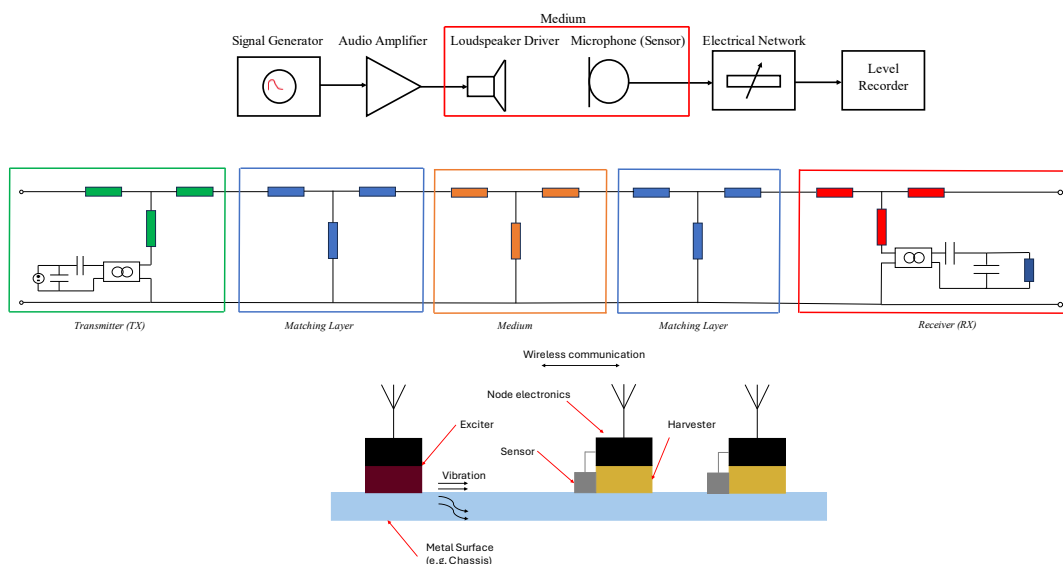 Medium
Signal Generator
Audio Amplifier
Loudspeaker Driver
Microphone (Sensor)
Electrical Network
Level
Recorder
Transmitter (TX)
Matching Layer
Medium
Matching Layer
Receiver (RX)
Wireless communication
Node electronics
Exciter
Harvester
Sensor
Vibration
Metal Surface
(e.g. Chassis)